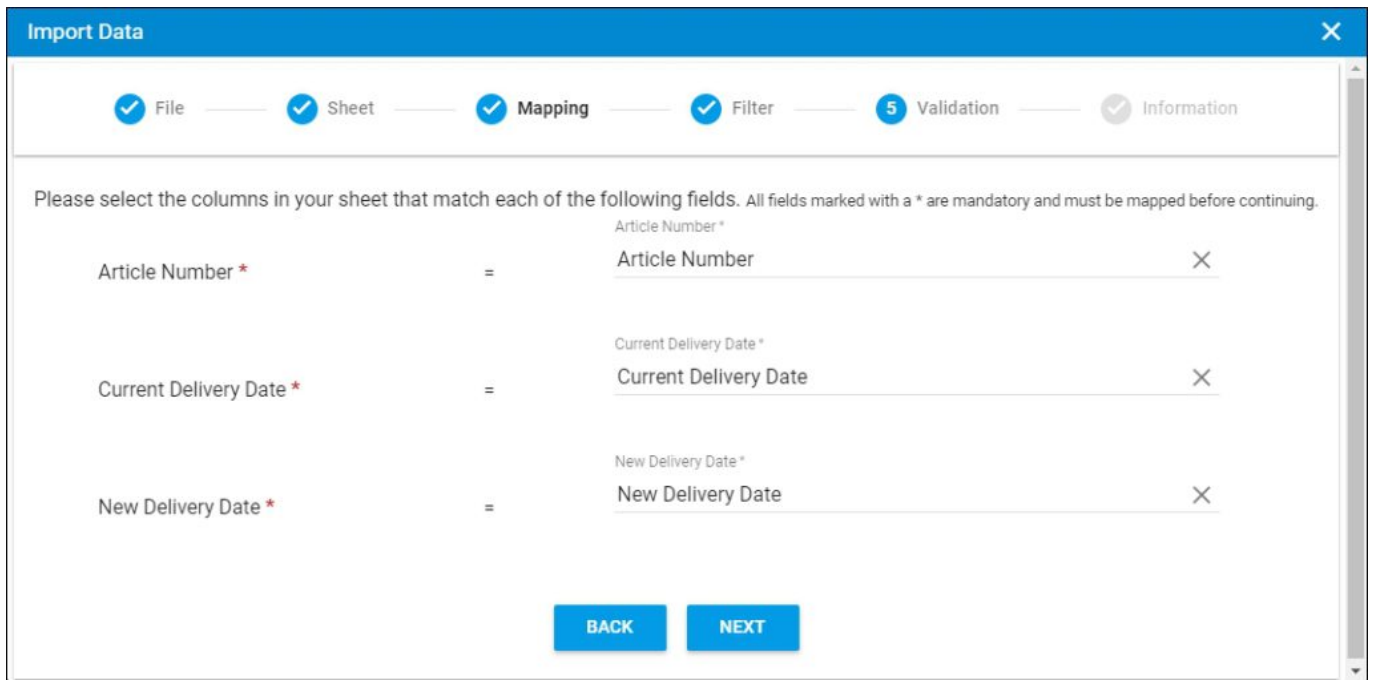 Import Data
File Sheet Mapping Filter 5 Validation Information
Please select the columns in your sheet that match each of the following fields. All fields marked with a * are mandatory and must be mapped before continuing.
Article Number *
Article Number * = Article Number
Current Delivery Date *
Current Delivery Date * = Current Delivery Date
New Delivery Date *
New Delivery Date * = New Delivery Date
BACK NEXT